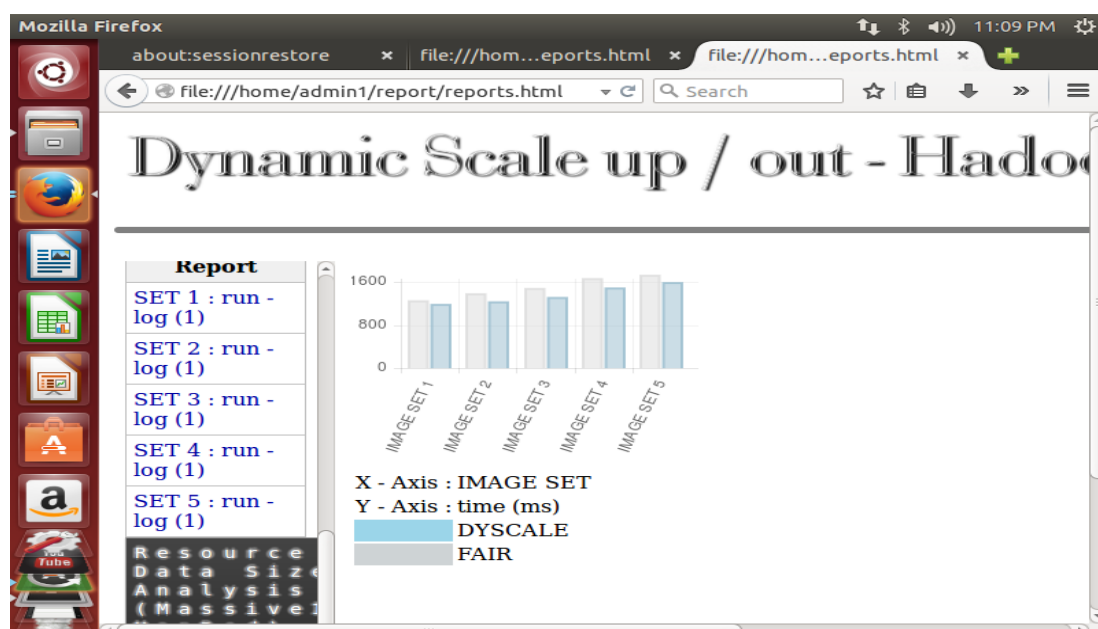 Mozilla Firefox
11:09 PM
about:sessionrestore
file:///hom...eports.html
file:///hom...eports.html
file:///home/admin1/report/reports.html
Search
Dynamic Scale up / out - Hadoo
Report
SET 1 : run -
log (1)
SET 2 : run -
log (1)
SET 3 : run -
log (1)
SET 4 : run -
log (1)
SET 5 : run -
log (1)
Resource
Data Size
Analysis
(Massive1
1600
800
0
IMAGE SET 1
IMAGE SET 2
IMAGE SET 3
IMAGE SET 4
IMAGE SET 5
X - Axis : IMAGE SET
Y - Axis : time (ms)
DYSCALE
FAIR
a
You
Tube